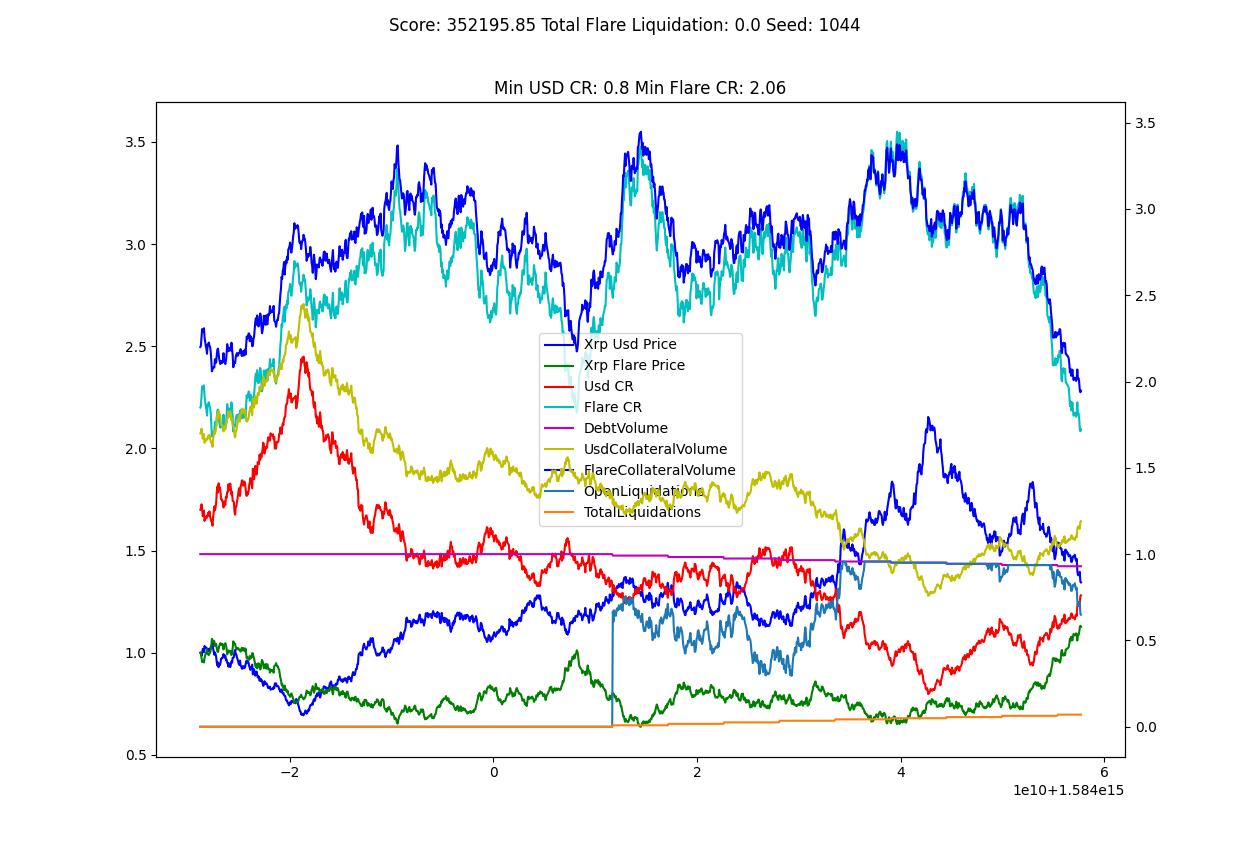 Score: 352195.85 Total Flare Liquidation: 0.0 Seed: 1044
Min USD CR: 0.8 Min Flare CR: 2.06
3.5
3.0
2.5
2.0
1.5
1.0
0.5
3.5
3.0
2.5
2.0
1.5
1.0
0.5
0.0
Xrp Usd Price
Xrp Flare Price
Usd CR
Flare CR
DebtVolume
UsdCollateralVolume
FlareCollateralVolume
OpenLiquidations
TotalLiquidations
−2 0 2 4 6
1e10+1.584e15